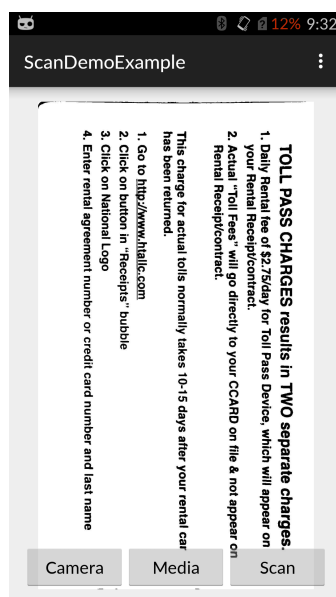 12% 9:32
ScanDemoExample
TOLL PASS CHARGES results in TWO separate charges.
1. Daily Rental fee of $2.75/day for Toll Pass Device, which will appear on
your Rental Receipt/contract.
2. Actual "Toll Fees" will go directly to your CCARD on file & not appear on
Rental Receipt/contract.
This charge for actual tolls normally takes 10-15 days after your rental car
has been returned.
1. Go to http://www.htallc.com
2. Click on button in "Receipts" bubble
3. Click on National Logo
4. Enter rental agreement number or credit card number and last name
Camera
Media
Scan